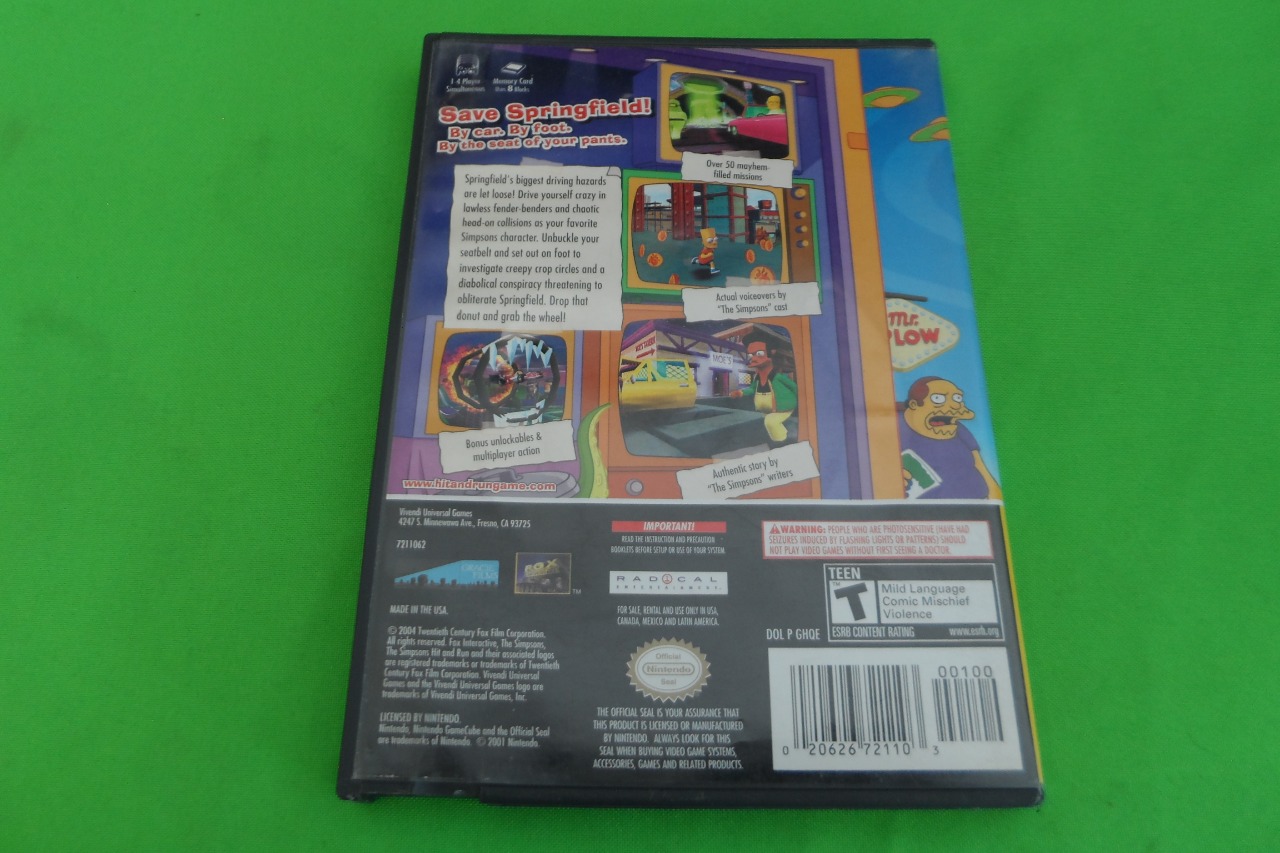 1-4 Player
Simultaneous
Memory Card
8 Blocks
Save Springfield!
By car. By foot.
By the seat of your pants.
Springfield's biggest driving hazards
are let loose! Drive yourself crazy in
lawless fender-benders and chaotic
head-on collisions as your favorite
Simpsons character. Unbuckle your
seatbelt and set out on foot to
investigate creepy crop circles and a
diabolical conspiracy threatening to
obliterate Springfield. Drop that
donut and grab the wheel!
Over 50 mayhem-
filled missions
Actual voiceovers by
"The Simpsons" cast
MOE'S
Bonus unlockables &
multiplayer action
Authentic story by
"The Simpsons" writers
Mr.
PLOW
www.hitandrungame.com
Vivendi Universal Games
4247 S. Minnewawa Ave., Fresno, CA 93725
7211062
GRACIE
FILMS
FOX
TM
MADE IN THE USA.
© 2004 Twentieth Century Fox Film Corporation.
All rights reserved. Fox Interactive, The Simpsons,
The Simpsons Hit and Run and their associated logos
are registered trademarks or trademarks of Twentieth
Century Fox Film Corporation. Vivendi Universal
Games and the Vivendi Universal Games logo are
trademarks of Vivendi Universal Games, Inc.
LICENSED BY NINTENDO.
Nintendo, Nintendo GameCube and the Official Seal
are trademarks of Nintendo. © 2001 Nintendo.
IMPORTANT!
READ THE INSTRUCTION AND PRECAUTION
BOOKLETS BEFORE SETUP OR USE OF YOUR SYSTEM.
RADICAL
ENTERTAINMENT
FOR SALE, RENTAL AND USE ONLY IN USA,
CANADA, MEXICO AND LATIN AMERICA.
Official
Nintendo
Seal
THE OFFICIAL SEAL IS YOUR ASSURANCE THAT
THIS PRODUCT IS LICENSED OR MANUFACTURED
BY NINTENDO. ALWAYS LOOK FOR THIS
SEAL WHEN BUYING VIDEO GAME SYSTEMS,
ACCESSORIES, GAMES AND RELATED PRODUCTS.
WARNING: PEOPLE WHO ARE PHOTOSENSITIVE (HAVE HAD
SEIZURES INDUCED BY FLASHING LIGHTS OR PATTERNS) SHOULD
NOT PLAY VIDEO GAMES WITHOUT FIRST SEEING A DOCTOR.
TEEN
T
TM
Mild Language
Comic Mischief
Violence
ESRB CONTENT RATING www.esrb.org
DOL P GHQE
00100
0 20626 72110 3